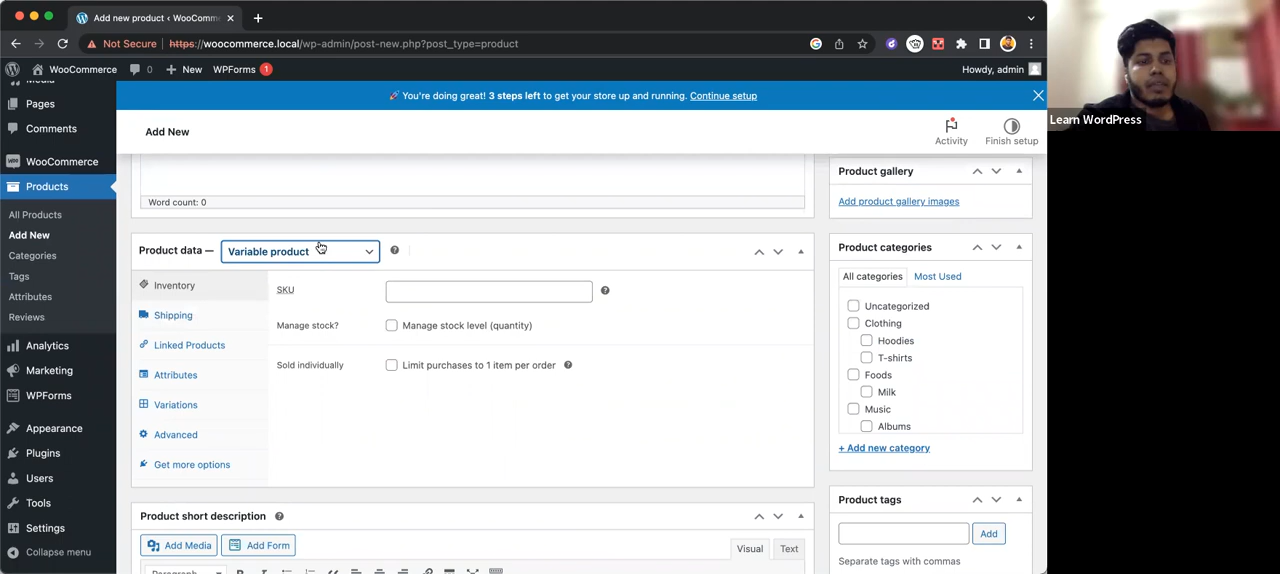 Add new product < WooComm
Not Secure https://woocommerce.local/wp-admin/post-new.php?post_type=product
WooCommerce 0 New WPForms 1 Howdy, admin
Media
Pages
Comments
WooCommerce
Products
All Products
Add New
Categories
Tags
Attributes
Reviews
Analytics
Marketing
WPForms
Appearance
Plugins
Users
Tools
Settings
Collapse menu
You're doing great! 3 steps left to get your store up and running. Continue setup
Add New
Activity
Finish setup
Word count: 0
Product data — Variable product
Inventory
Shipping
Linked Products
Attributes
Variations
Advanced
Get more options
SKU
Manage stock? Manage stock level (quantity)
Sold individually Limit purchases to 1 item per order
Product short description
Add Media
Add Form
Visual
Text
Paragraph
Product gallery
Add product gallery images
Product categories
All categories
Most Used
Uncategorized
Clothing
Hoodies
T-shirts
Foods
Milk
Music
Albums
+ Add new category
Product tags
Add
Separate tags with commas
Learn WordPress